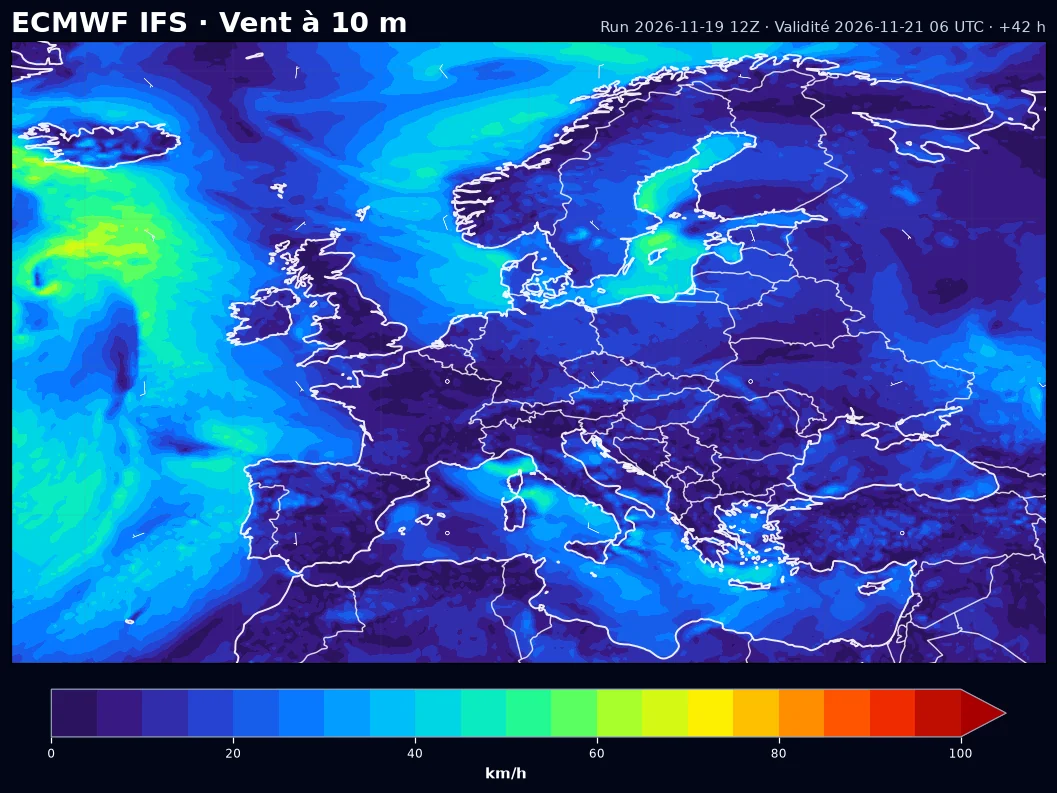 ECMWF IFS · Vent à 10 m
Run 2026-11-19 12Z · Validité 2026-11-21 06 UTC · +42 h
0 20 40 60 80 100
km/h